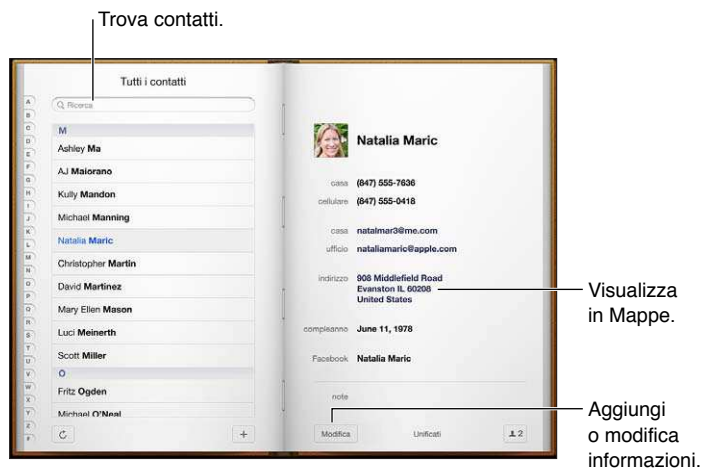 Trova contatti.
Tutti i contatti
Ricerca
A
B
C
D
E
F
G
H
I
J
K
L
M
N
O
P
Q
R
S
T
U
V
W
X
Y
Z
#
M
Ashley Ma
AJ Maiorano
Kully Mandon
Michael Manning
Natalia Maric
Christopher Martin
David Martinez
Mary Ellen Mason
Luci Meinerth
Scott Miller
O
Fritz Ogden
Michael O'Neal
Natalia Maric
casa (847) 555-7636
cellulare (847) 555-0418
casa natalmar3@me.com
ufficio nataliamaric@apple.com
indirizzo 908 Middlefield Road
Evanston IL 60208
United States
compleanno June 11, 1978
Facebook Natalia Maric
note
Modifica Unificati 2
Visualizza
in Mappe.
Aggiungi
o modifica
informazioni.